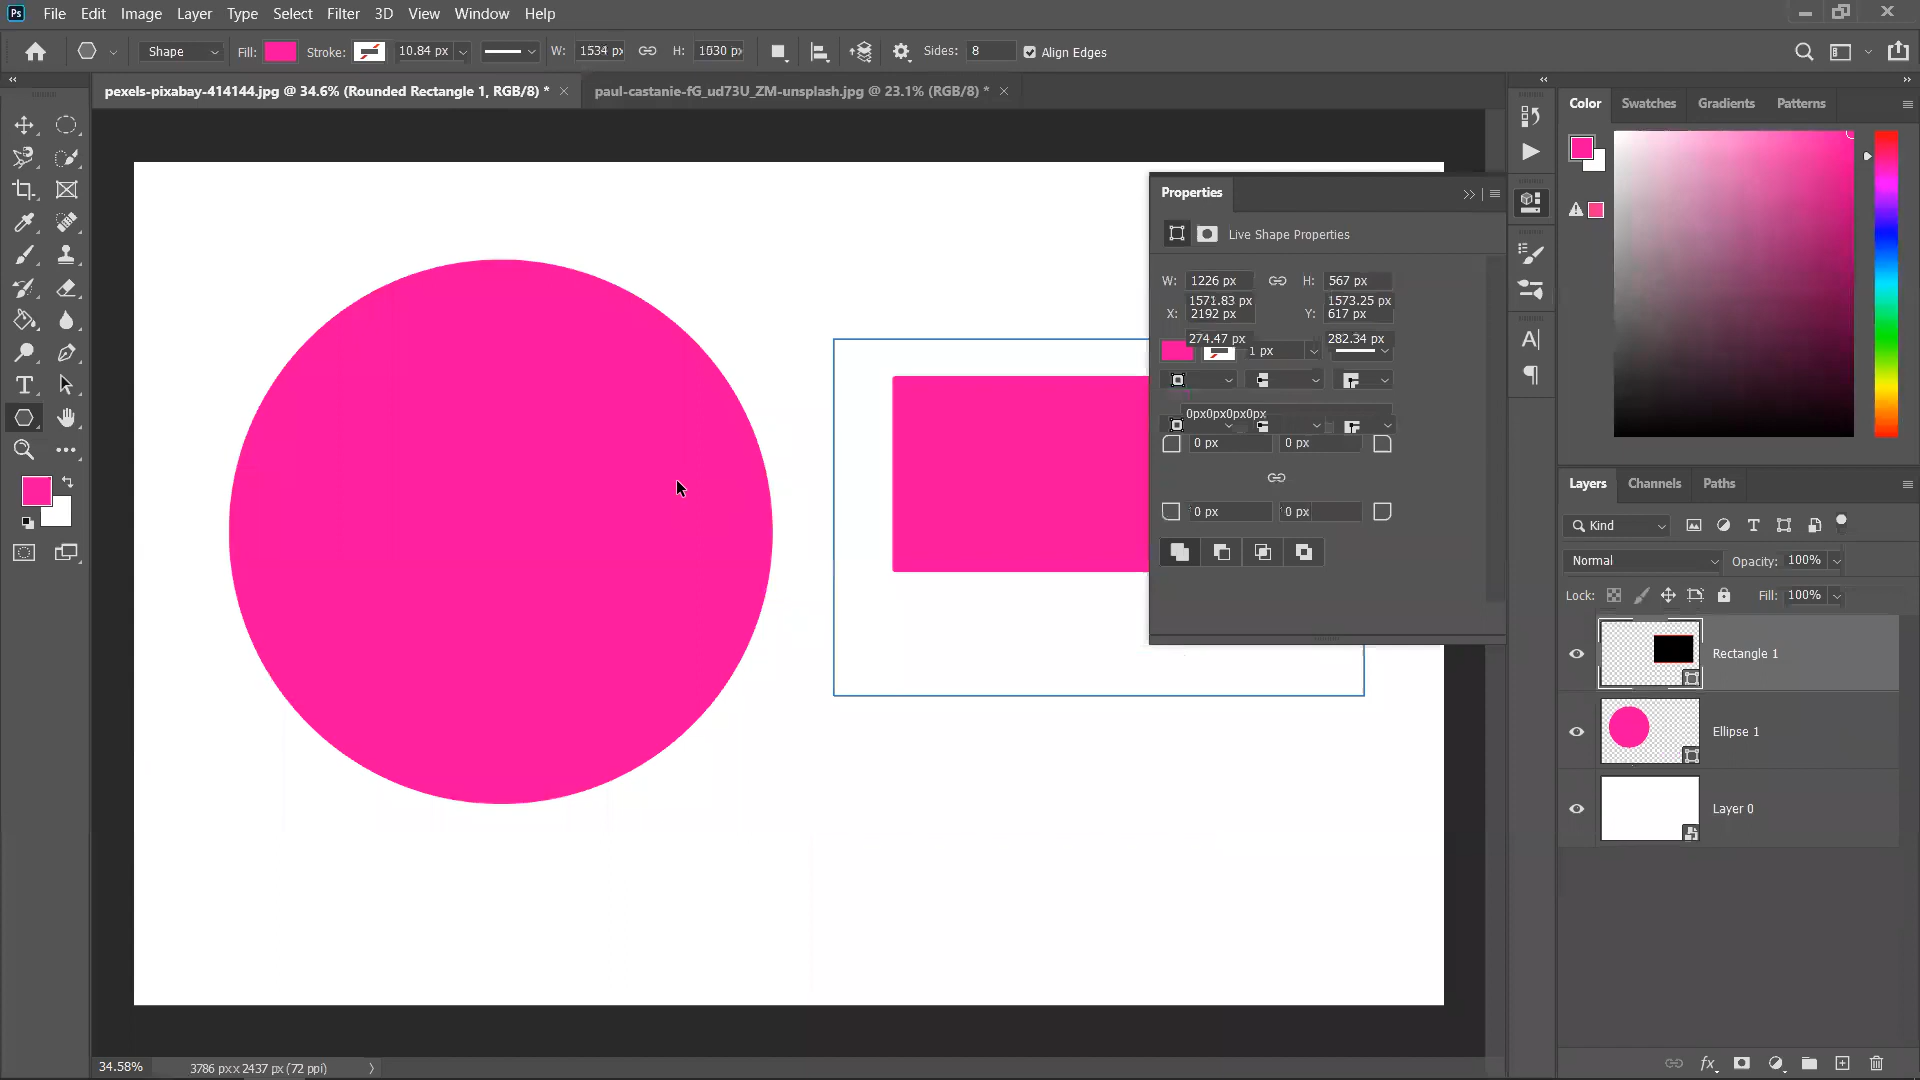 Ps File Edit Image Layer Type Select Filter 3D View Window Help
Shape Fill: Stroke: 10.84 px W: 1534 px H: 1030 px Sides: 8 Align Edges
pexels-pixabay-414144.jpg @ 34.6% (Rounded Rectangle 1, RGB/8) * paul-castanie-fG_ud73U_ZM-unsplash.jpg @ 23.1% (RGB/8) *
Color Swatches Gradients Patterns
Properties
Live Shape Properties
W: 1226 px H: 567 px
1571.83 px 1573.25 px
X: 2192 px Y: 617 px
274.47 px 282.34 px
1 px
0px0px0px0px
0 px 0 px
0 px 0 px
Layers Channels Paths
Kind
Normal Opacity: 100%
Lock: Fill: 100%
Rectangle 1
Ellipse 1
Layer 0
34.58% 3786 px x 2437 px (72 ppi)